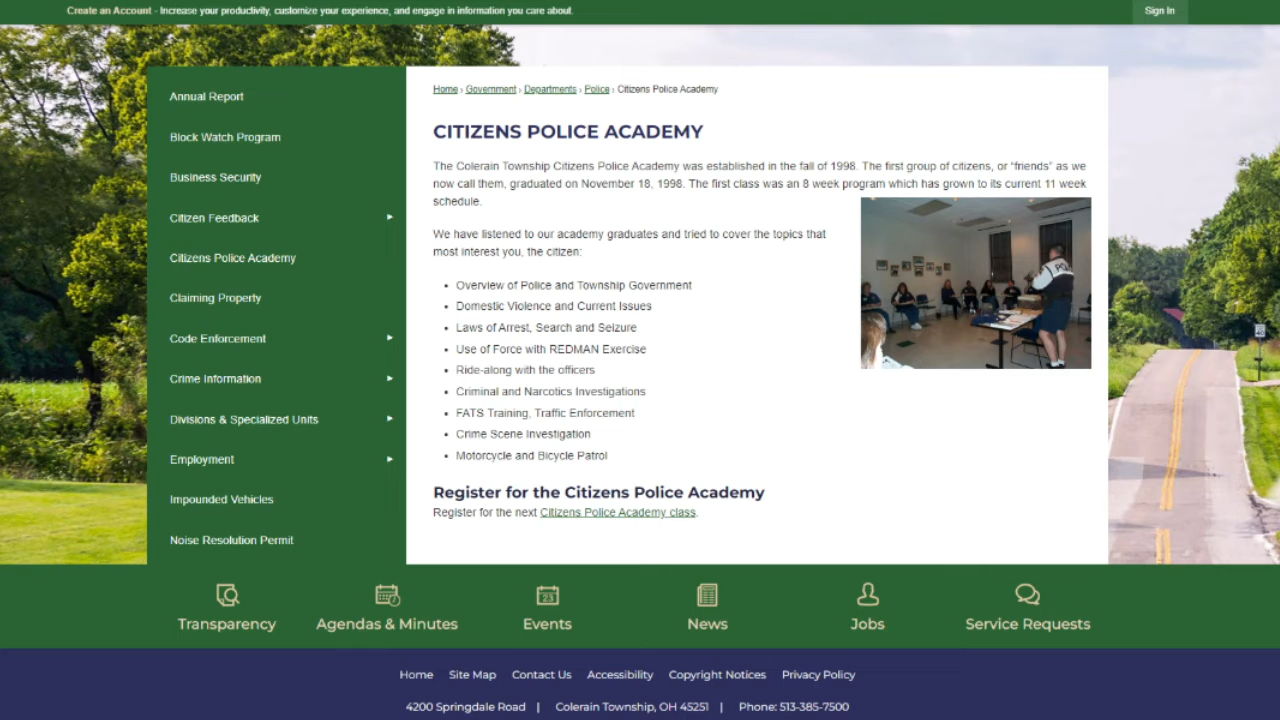 Create an Account - Increase your productivity, customize your experience, and engage in information you care about.
Sign In
Annual Report
Block Watch Program
Business Security
Citizen Feedback
Citizens Police Academy
Claiming Property
Code Enforcement
Crime Information
Divisions & Specialized Units
Employment
Impounded Vehicles
Noise Resolution Permit
Home › Government › Departments › Police › Citizens Police Academy
CITIZENS POLICE ACADEMY
The Colerain Township Citizens Police Academy was established in the fall of 1998. The first group of citizens, or “friends” as we
now call them, graduated on November 18, 1998. The first class was an 8 week program which has grown to its current 11 week
schedule.
We have listened to our academy graduates and tried to cover the topics that
most interest you, the citizen:
• Overview of Police and Township Government
• Domestic Violence and Current Issues
• Laws of Arrest, Search and Seizure
• Use of Force with REDMAN Exercise
• Ride-along with the officers
• Criminal and Narcotics Investigations
• FATS Training, Traffic Enforcement
• Crime Scene Investigation
• Motorcycle and Bicycle Patrol
Register for the Citizens Police Academy
Register for the next Citizens Police Academy class.
23
Transparency
Agendas & Minutes
Events
News
Jobs
Service Requests
Home Site Map Contact Us Accessibility Copyright Notices Privacy Policy
4200 Springdale Road | Colerain Township, OH 45251 | Phone: 513-385-7500